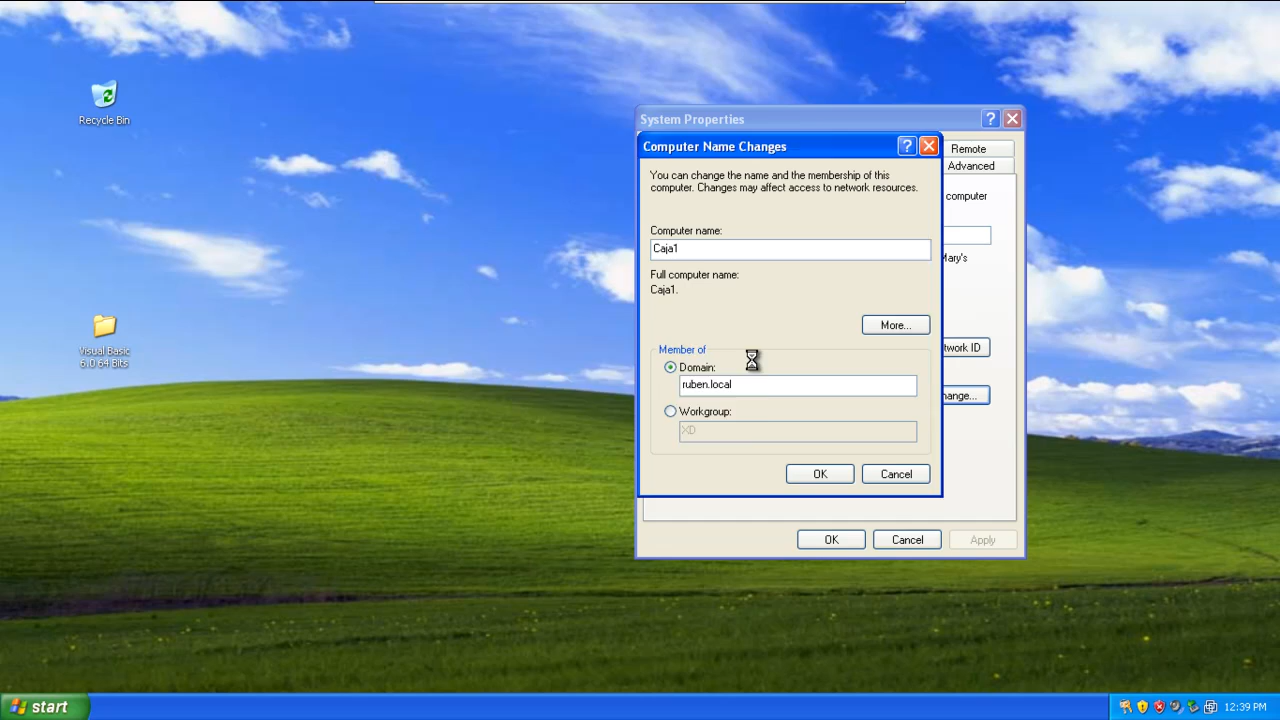 Recycle Bin
Visual Basic
6.0 64 Bits
System Properties
Remote
Advanced
computer
Mary's
Computer Name Changes
You can change the name and the membership of this
computer. Changes may affect access to network resources.
Computer name:
Caja1
Full computer name:
Caja1.
More...
Member of
Domain:
ruben.local
Workgroup:
XD
OK
Cancel
twork ID
hange...
OK
Cancel
Apply
start
12:39 PM